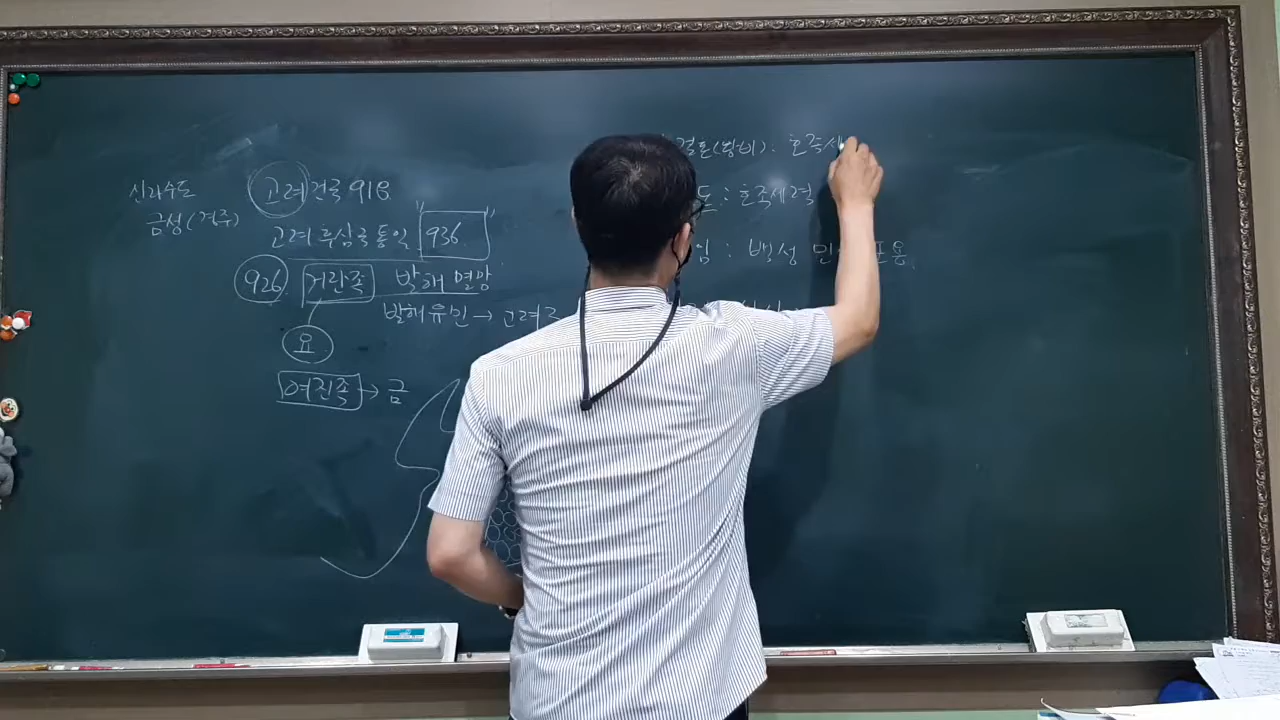 신라수도
금성(경주)
고려 건국 918
고려 후삼국 통일 "936"
926 거란족 발해 멸망
발해 유민 → 고려로
요
여진족 → 금
결혼(왕비): 호족세
도 : 호족세력
임 : 백성 민 포용